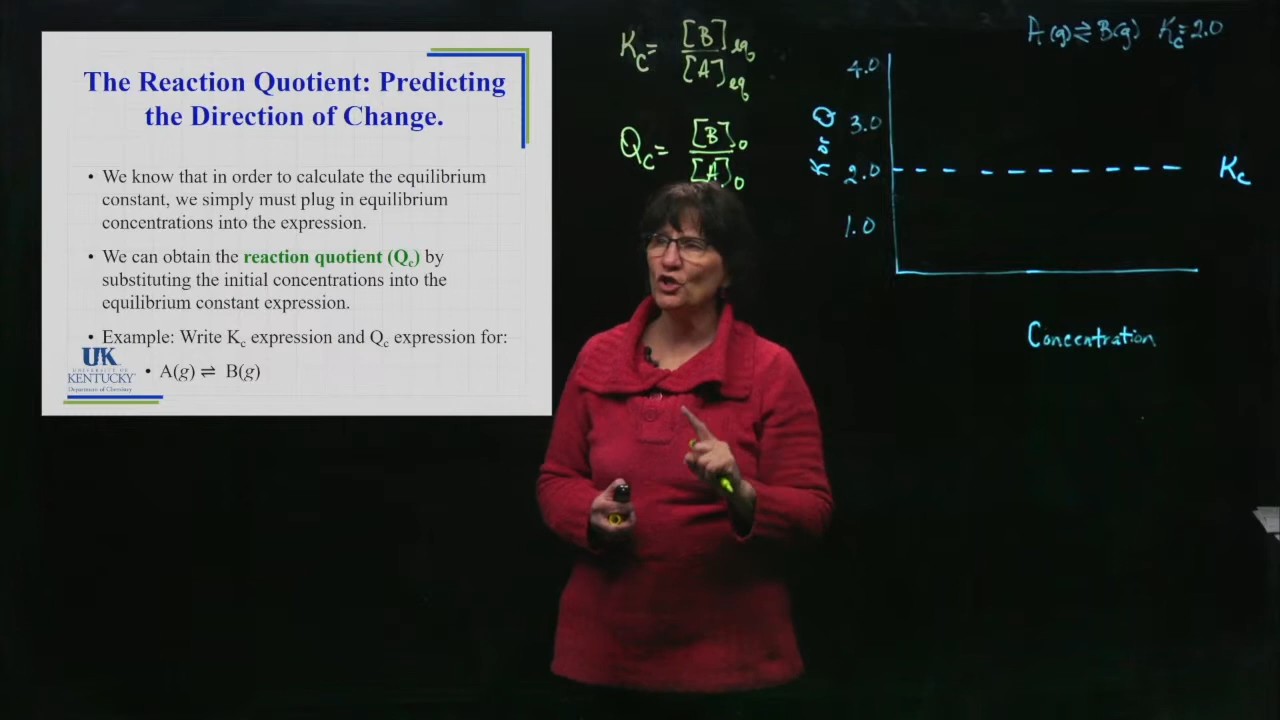 The Reaction Quotient: Predicting
the Direction of Change.
• We know that in order to calculate the equilibrium
constant, we simply must plug in equilibrium
concentrations into the expression.
• We can obtain the reaction quotient (Qc) by
substituting the initial concentrations into the
equilibrium constant expression.
• Example: Write Kc expression and Qc expression for:
• A(g) ⇌ B(g)
UK
UNIVERSITY OF
KENTUCKY
Department of Chemistry
Kc = [B]eq
[A]eq
Qc = [B]0
[A]0
A(g) ⇌ B(g) Kc = 2.0
K or Q
4.0
3.0
2.0
1.0
Kc
Concentration